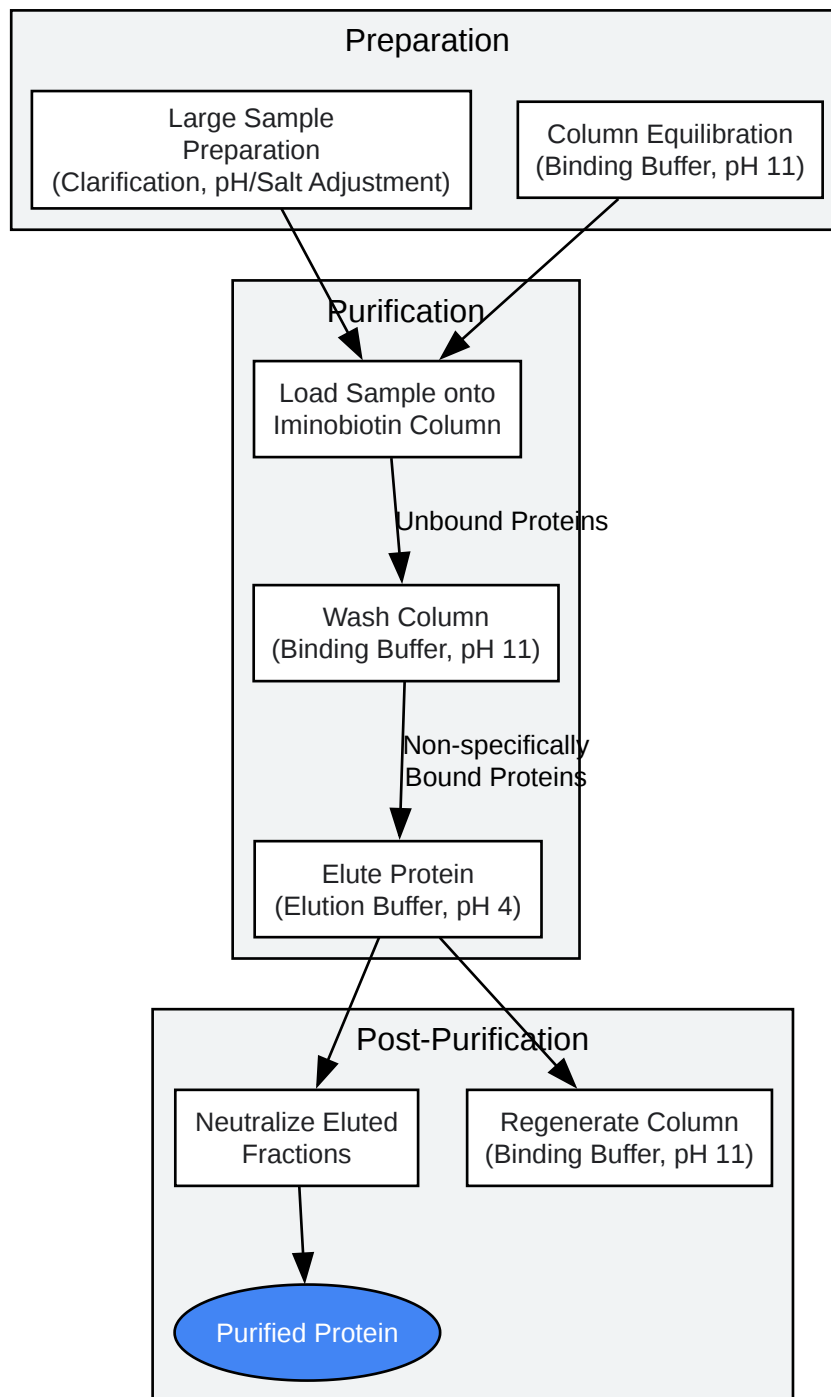 Preparation
Large Sample
Preparation
(Clarification, pH/Salt Adjustment)
Column Equilibration
(Binding Buffer, pH 11)
Purification
Load Sample onto
Iminobiotin Column
Unbound Proteins
Wash Column
(Binding Buffer, pH 11)
Non-specifically
Bound Proteins
Elute Protein
(Elution Buffer, pH 4)
Post-Purification
Neutralize Eluted
Fractions
Regenerate Column
(Binding Buffer, pH 11)
Purified Protein